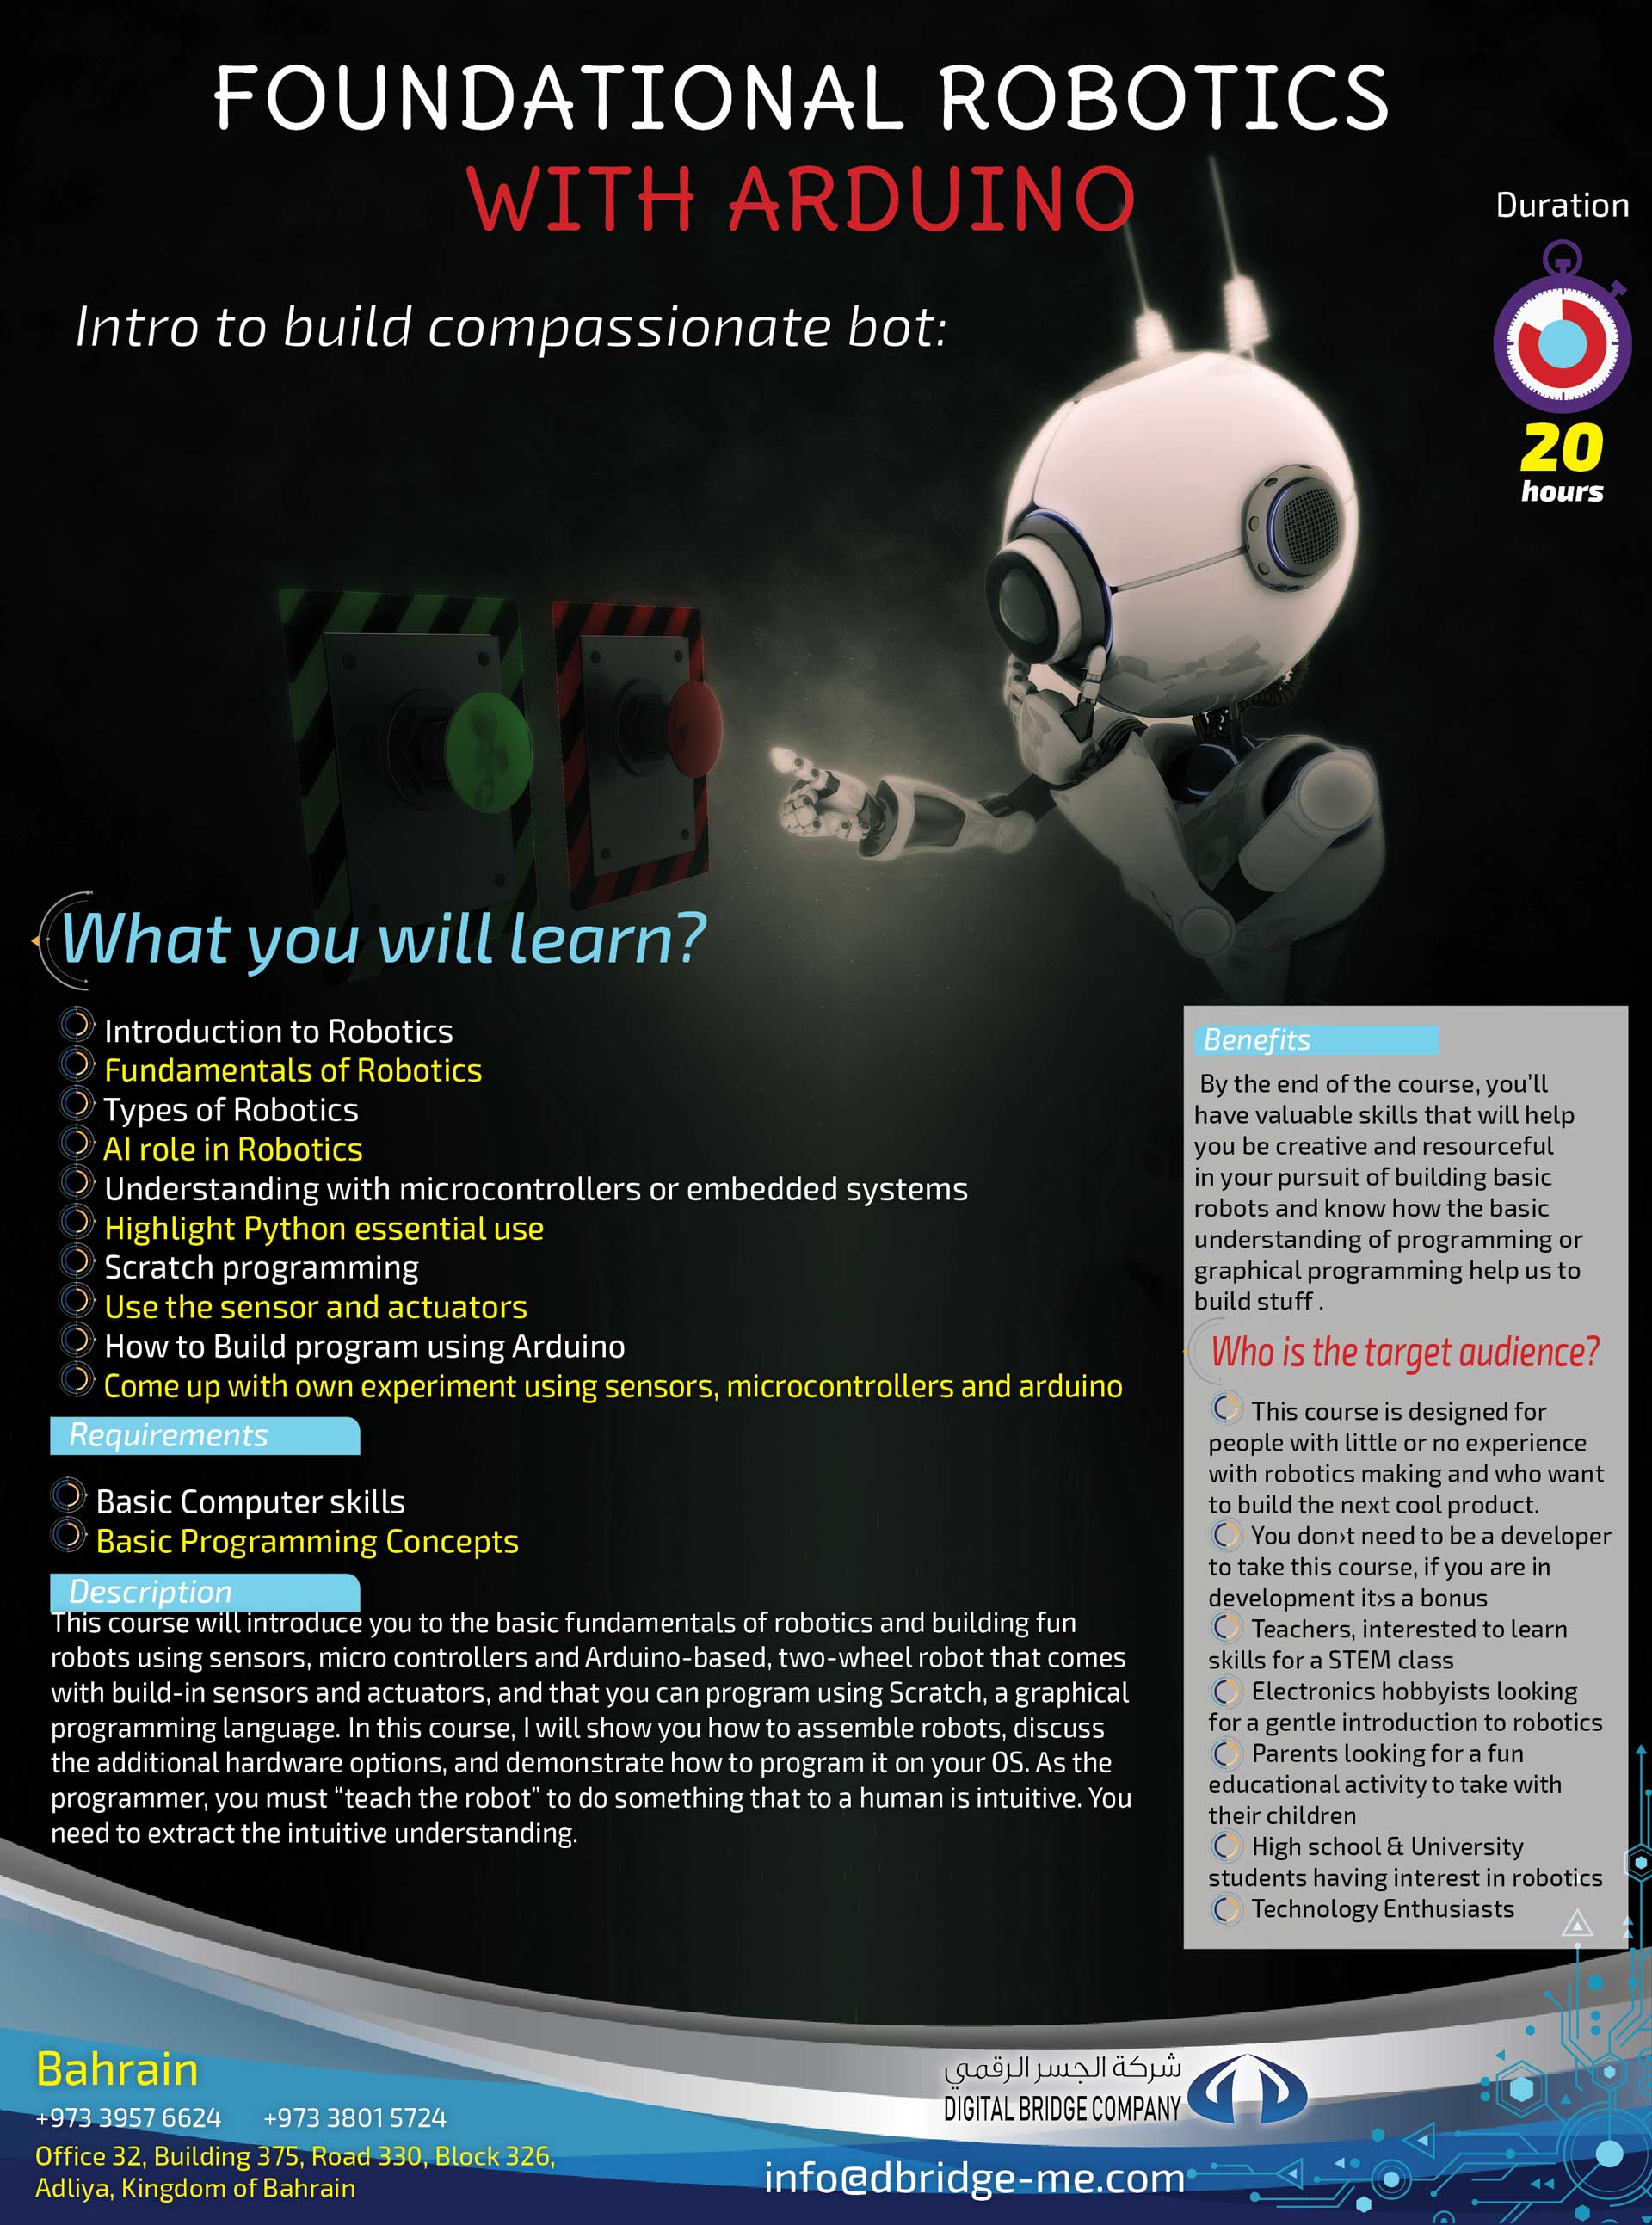 FOUNDATIONAL ROBOTICS
WITH ARDUINO
Duration
20
hours
Intro to build compassionate bot:
What you will learn?
Introduction to Robotics
Fundamentals of Robotics
Types of Robotics
AI role in Robotics
Understanding with microcontrollers or embedded systems
Highlight Python essential use
Scratch programming
Use the sensor and actuators
How to Build program using Arduino
Come up with own experiment using sensors, microcontrollers and arduino
Requirements
Basic Computer skills
Basic Programming Concepts
Description
This course will introduce you to the basic fundamentals of robotics and building fun
robots using sensors, micro controllers and Arduino-based, two-wheel robot that comes
with build-in sensors and actuators, and that you can program using Scratch, a graphical
programming language. In this course, I will show you how to assemble robots, discuss
the additional hardware options, and demonstrate how to program it on your OS. As the
programmer, you must “teach the robot” to do something that to a human is intuitive. You
need to extract the intuitive understanding.
Benefits
By the end of the course, you’ll
have valuable skills that will help
you be creative and resourceful
in your pursuit of building basic
robots and know how the basic
understanding of programming or
graphical programming help us to
build stuff .
Who is the target audience?
This course is designed for
people with little or no experience
with robotics making and who want
to build the next cool product.
You don›t need to be a developer
to take this course, if you are in
development it›s a bonus
Teachers, interested to learn
skills for a STEM class
Electronics hobbyists looking
for a gentle introduction to robotics
Parents looking for a fun
educational activity to take with
their children
High school & University
students having interest in robotics
Technology Enthusiasts
Bahrain
+973 3957 6624 +973 3801 5724
Office 32, Building 375, Road 330, Block 326,
Adliya, Kingdom of Bahrain
شركة الجسر الرقمي
DIGITAL BRIDGE COMPANY
info@dbridge-me.com